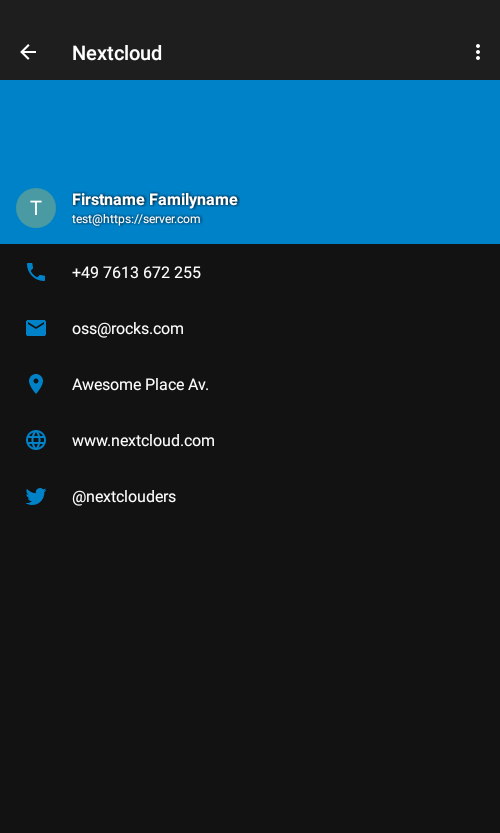 Nextcloud
T
Firstname Familyname
test@https://server.com
+49 7613 672 255
oss@rocks.com
Awesome Place Av.
www.nextcloud.com
@nextclouders